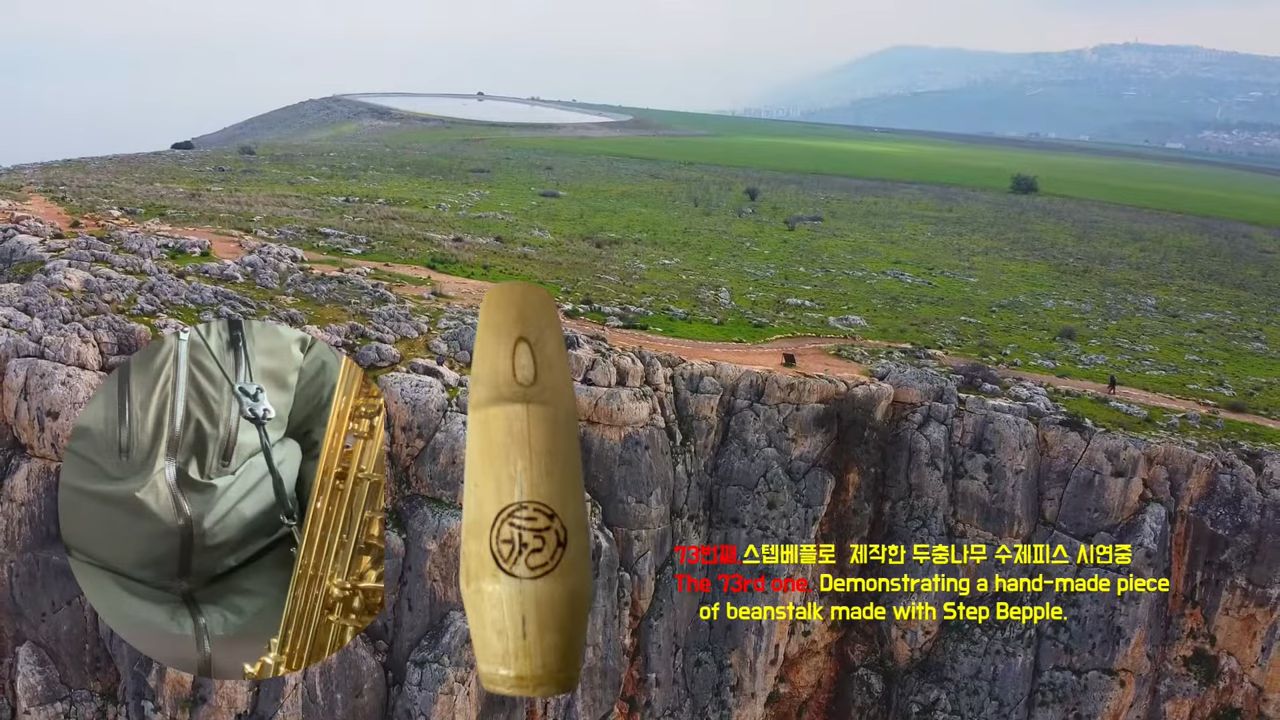 73번째.스텝베플로 제작한 두충나무 수제피스 시연중
The 73rd one. Demonstrating a hand-made piece
of beanstalk made with Step Bepple.